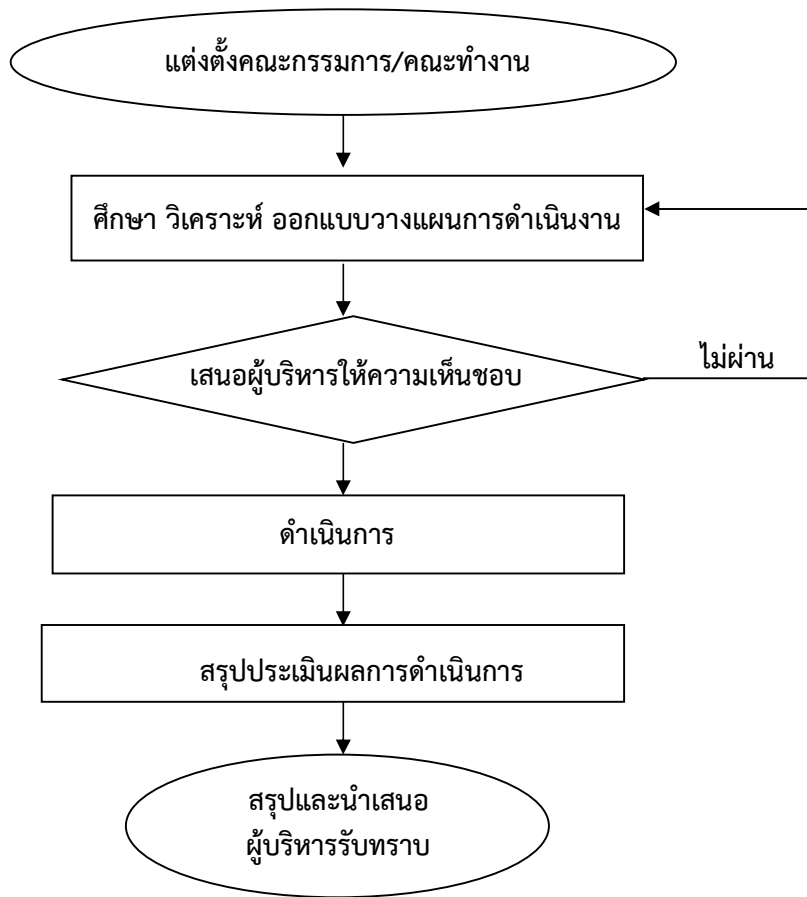 แต่งตั้งคณะกรรมการ/คณะทำงาน
ศึกษา วิเคราะห์ ออกแบบวางแผนการดำเนินงาน
เสนอผู้บริหารให้ความเห็นชอบ
ไม่ผ่าน
ดำเนินการ
สรุปประเมินผลการดำเนินการ
สรุปและนำเสนอ
ผู้บริหารรับทราบ